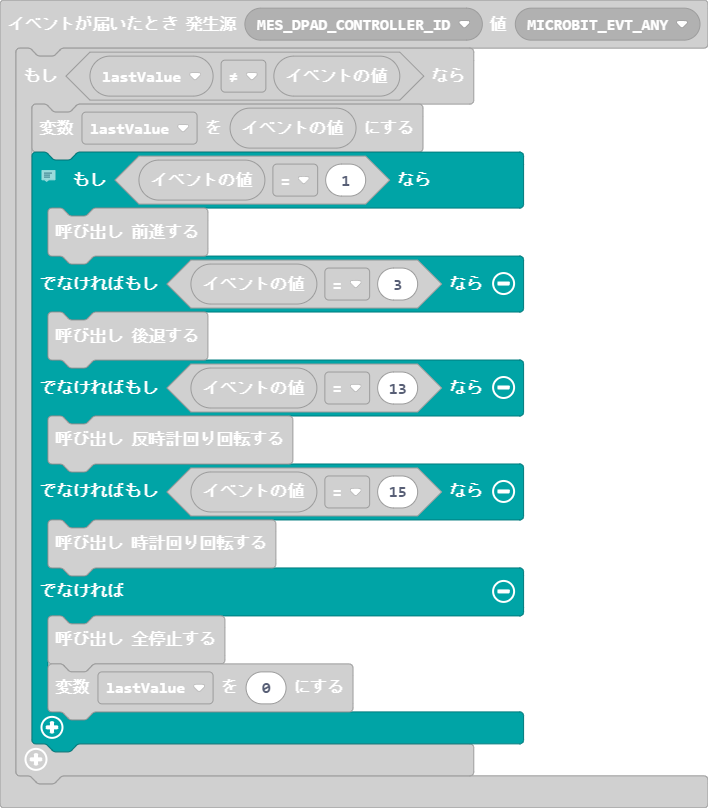 イベントが届いたとき 発生源 MES_DPAD_CONTROLLER_ID 値 MICROBIT_EVT_ANY
もし lastValue ≠ イベントの値 なら
変数 lastValue を イベントの値 にする
もし イベントの値 = 1 なら
呼び出し 前進する
でなければもし イベントの値 = 3 なら
呼び出し 後退する
でなければもし イベントの値 = 13 なら
呼び出し 反時計回り回転する
でなければもし イベントの値 = 15 なら
呼び出し 時計回り回転する
でなければ
呼び出し 全停止する
変数 lastValue を 0 にする